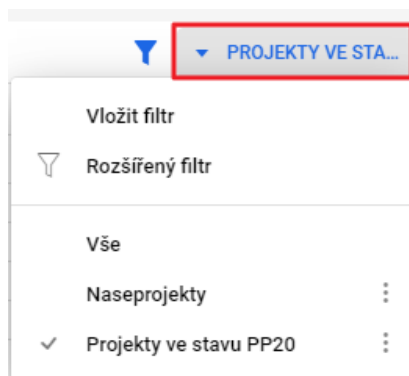 PROJEKTY VE STA...
Vložit filtr
Rozšířený filtr
Vše
Naseprojekty
Projekty ve stavu PP20